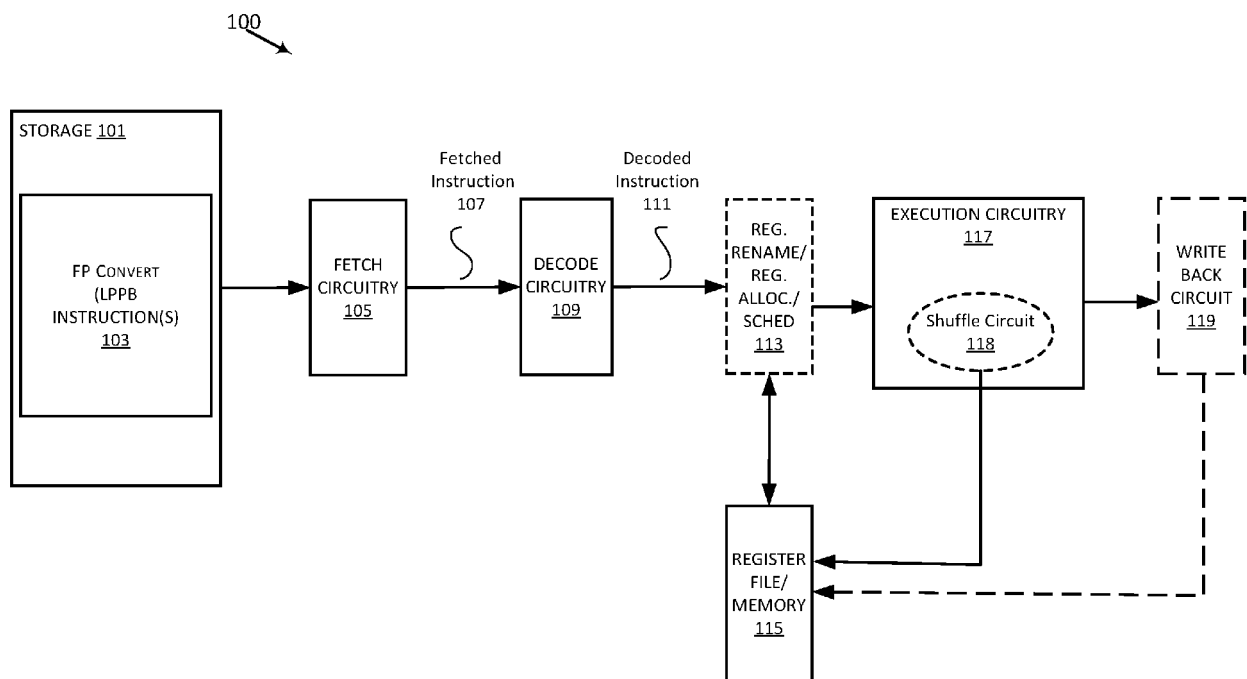 100
STORAGE 101
FP CONVERT
(LPPB
INSTRUCTION(S)
103
FETCH
CIRCUITRY
105
Fetched
Instruction
107
DECODE
CIRCUITRY
109
Decoded
Instruction
111
REG.
RENAME/
REG.
ALLOC./
SCHED
113
EXECUTION CIRCUITRY
117
Shuffle Circuit
118
WRITE
BACK
CIRCUIT
119
REGISTER
FILE/
MEMORY
115